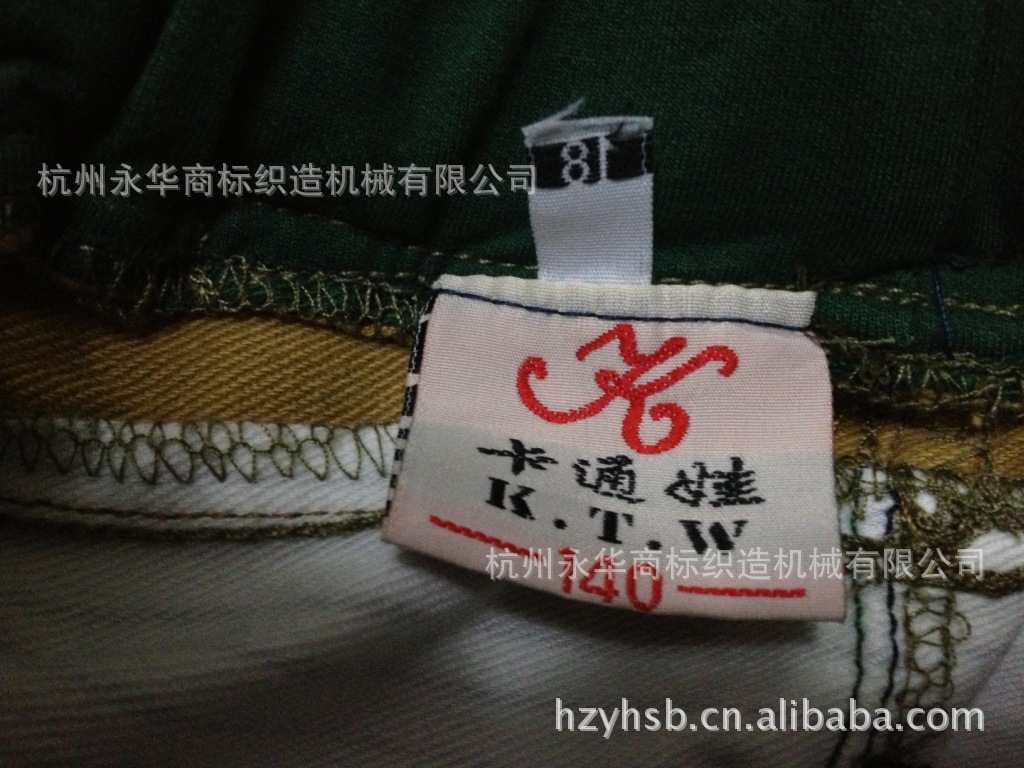 18
杭州永华商标织造机械有限公司
卡通娃
K.T.W
杭州永华商标织造机械有限公司
140
hzyhsb.cn.alibaba.com